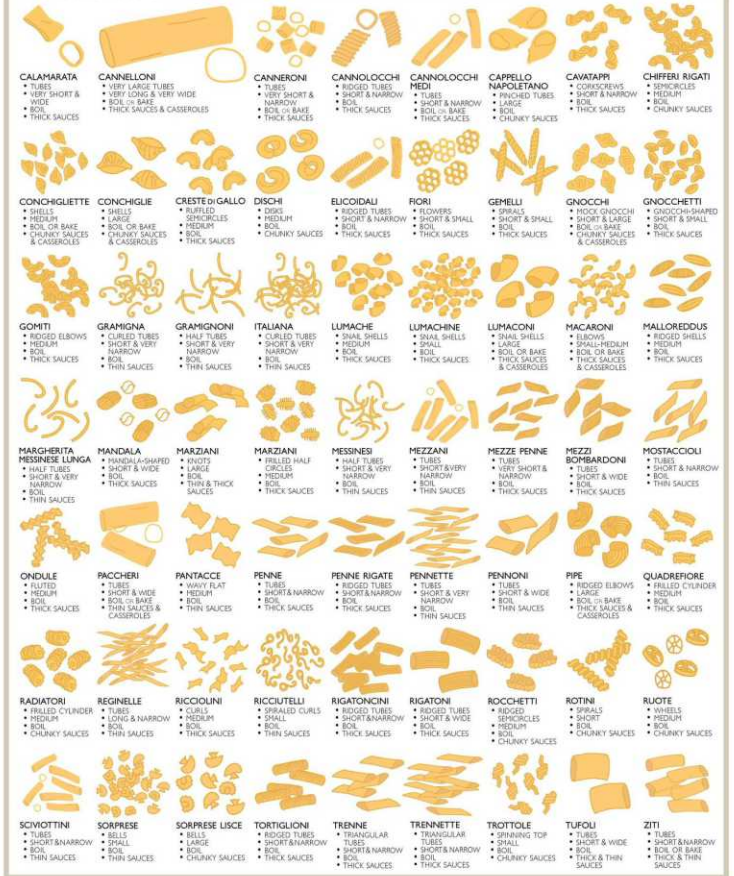 CALAMARATA
• TUBES
• VERY SHORT &
WIDE
• BOIL
• THICK SAUCES
CANNELLONI
• VERY LARGE TUBES
• VERY LONG & VERY WIDE
• BOIL OR BAKE
• THICK SAUCES & CASSEROLES
CANNERONI
• TUBES
• VERY SHORT &
NARROW
• BOIL OR BAKE
• THICK SAUCES
CANNOLOCCHI
• RIDGED TUBES
• SHORT & NARROW
• BOIL
• THICK SAUCES
CANNOLOCCHI
MEDI
• TUBES
• SHORT & NARROW
• BOIL OR BAKE
• THICK SAUCES
CAPPELLO
NAPOLETANO
• PINCHED TUBES
• LARGE
• BOIL
• CHUNKY SAUCES
CAVATAPPI
• CORKSCREWS
• SHORT & NARROW
• BOIL
• THICK SAUCES
CHIFFERI RIGATI
• SEMICIRCLES
• MEDIUM
• BOIL
• CHUNKY SAUCES
CONCHIGLIETTE
• SHELLS
• MEDIUM
• BOIL OR BAKE
• CHUNKY SAUCES
& CASSEROLES
CONCHIGLIE
• SHELLS
• LARGE
• BOIL OR BAKE
• CHUNKY SAUCES
& CASSEROLES
CRESTE DI GALLO
• RUFFLED
SEMICIRCLES
• MEDIUM
• BOIL
• THICK SAUCES
DISCHI
• DISKS
• MEDIUM
• BOIL
• CHUNKY SAUCES
ELICOIDALI
• RIDGED TUBES
• SHORT & NARROW
• BOIL
• THICK SAUCES
FIORI
• FLOWERS
• SHORT & SMALL
• BOIL
• THICK SAUCES
GEMELLI
• SPIRALS
• SHORT & SMALL
• BOIL
• THICK SAUCES
GNOCCHI
• MOCK GNOCCHI
• SHORT & LARGE
• BOIL OR BAKE
• CHUNKY SAUCES
& CASSEROLES
GNOCCHETTI
• GNOCCHI-SHAPED
• SHORT & SMALL
• BOIL
• THICK SAUCES
GOMITI
• RIDGED ELBOWS
• MEDIUM
• BOIL
• THICK SAUCES
GRAMIGNA
• CURLED TUBES
• SHORT & VERY
NARROW
• BOIL
• THIN SAUCES
GRAMIGNONI
• HALF TUBES
• SHORT & VERY
NARROW
• BOIL
• THIN SAUCES
ITALIANA
• CURLED TUBES
• SHORT & VERY
NARROW
• BOIL
• THIN SAUCES
LUMACHE
• SNAIL SHELLS
• MEDIUM
• BOIL
• THICK SAUCES
LUMACHINE
• SNAIL SHELLS
• SMALL
• BOIL
• THICK SAUCES
LUMACONI
• SNAIL SHELLS
• LARGE
• BOIL OR BAKE
• THICK SAUCES
& CASSEROLES
MACARONI
• ELBOWS
• SMALL-MEDIUM
• BOIL OR BAKE
• THICK SAUCES
& CASSEROLES
MALLOREDDUS
• RIDGED SHELLS
• MEDIUM
• BOIL
• THICK SAUCES
MARGHERITA
MESSINESE LUNGA
• HALF TUBES
• SHORT & VERY
NARROW
• BOIL
• THIN SAUCES
MANDALA
• MANDALA-SHAPED
• SHORT & WIDE
• BOIL
• THICK SAUCES
MARZIANI
• KNOTS
• LARGE
• BOIL
• THIN & THICK
SAUCES
MARZIANI
• FRILLED HALF
CIRCLES
• MEDIUM
• BOIL
• THICK SAUCES
MESSINESI
• HALF TUBES
• SHORT & VERY
NARROW
• BOIL
• THIN SAUCES
MEZZANI
• TUBES
• SHORT &VERY
NARROW
• BOIL
• THIN SAUCES
MEZZE PENNE
• TUBES
• VERY SHORT &
NARROW
• BOIL
• THICK SAUCES
MEZZI
BOMBARDONI
• TUBES
• SHORT & WIDE
• BOIL
• THICK SAUCES
MOSTACCIOLI
• TUBES
• SHORT & NARROW
• BOIL
• THICK SAUCES
ONDULE
• FLUTED
• MEDIUM
• BOIL
• THICK SAUCES
PACCHERI
• TUBES
• SHORT & WIDE
• BOIL OR BAKE
• THIN SAUCES &
CASSEROLES
PANTACCE
• WAVY FLAT
• MEDIUM
• BOIL
• THIN SAUCES
PENNE
• TUBES
• SHORT & NARROW
• BOIL
• THICK SAUCES
PENNE RIGATE
• RIDGED TUBES
• SHORT & NARROW
• BOIL
• THICK SAUCES
PENNETTE
• TUBES
• SHORT & VERY
NARROW
• BOIL
• THIN SAUCES
PENNONI
• TUBES
• SHORT & WIDE
• BOIL
• THIN SAUCES
PIPE
• RIDGED ELBOWS
• LARGE
• BOIL OR BAKE
• THICK SAUCES &
CASSEROLES
QUADREFIORE
• FRILLED CYLINDER
• MEDIUM
• BOIL
• THICK SAUCES
RADIATORI
• FRILLED CYLINDER
• MEDIUM
• BOIL
• CHUNKY SAUCES
REGINELLE
• TUBES
• LONG & NARROW
• BOIL
• THIN SAUCES
RICCIOLINI
• CURLS
• MEDIUM
• BOIL
• THICK SAUCES
RICCIUTELLI
• SPIRALED CURLS
• SMALL
• BOIL
• THIN SAUCES
RIGATONCINI
• RIDGED TUBES
• SHORT & NARROW
• BOIL
• THICK SAUCES
RIGATONI
• RIDGED TUBES
• SHORT & WIDE
• BOIL
• THICK SAUCES
ROCCHETTI
• RIDGED
SEMICIRCLES
• MEDIUM
• BOIL
• CHUNKY SAUCES
ROTINI
• SPIRALS
• SHORT
• BOIL
• CHUNKY SAUCES
RUOTE
• WHEELS
• MEDIUM
• BOIL
• CHUNKY SAUCES
SCIVOTTINI
• TUBES
• SHORT & NARROW
• BOIL
• THIN SAUCES
SORPRESE
• BELLS
• SMALL
• BOIL
• THIN SAUCES
SORPRESE LISCE
• BELLS
• LARGE
• BOIL
• CHUNKY SAUCES
TORTIGLIONI
• RIDGED TUBES
• SHORT & NARROW
• BOIL
• THICK SAUCES
TRENNE
• TRIANGULAR
TUBES
• SHORT & NARROW
• BOIL
• THICK SAUCES
TRENNETTE
• TRIANGULAR
TUBES
• SHORT & NARROW
• BOIL
• THICK SAUCES
TROTTOLE
• SPINNING TOP
• SMALL
• BOIL
• CHUNKY SAUCES
TUFOLI
• TUBES
• SHORT & WIDE
• BOIL
• THICK & THIN
SAUCES
ZITI
• TUBES
• SHORT & NARROW
• BOIL OR BAKE
• THICK & THIN
SAUCES